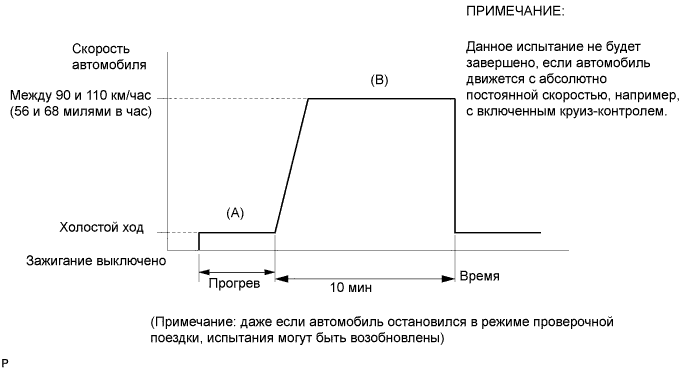 ПРИМЕЧАНИЕ:
Данное испытание не будет
завершено, если автомобиль
движется с абсолютно
постоянной скоростью, например,
с включенным круиз-контролем.
Скорость
автомобиля
Между 90 и 110 км/час
(56 и 68 милями в час)
(B)
(A)
Холостой ход
Зажигание выключено
Время
Прогрев
10 мин
(Примечание: даже если автомобиль остановился в режиме проверочной
поездки, испытания могут быть возобновлены)
P